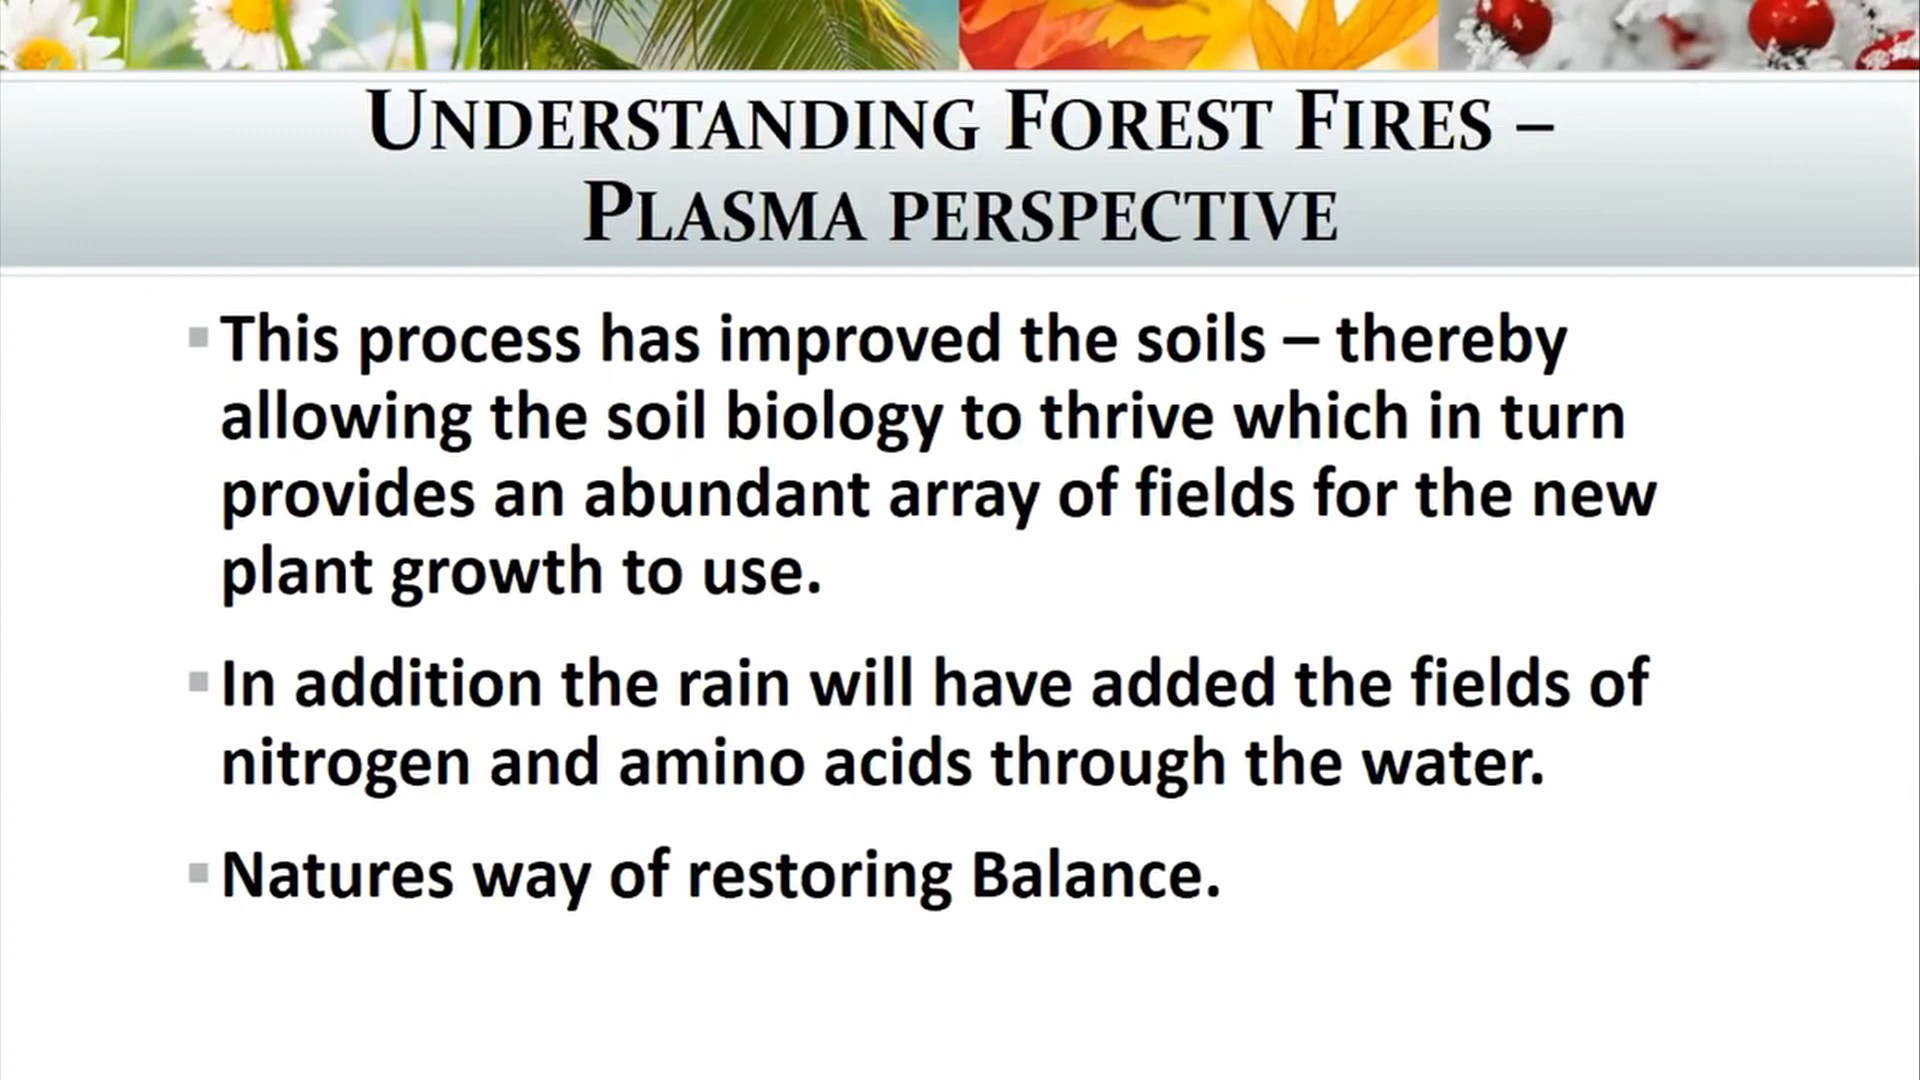 UNDERSTANDING FOREST FIRES –
PLASMA PERSPECTIVE
This process has improved the soils – thereby
allowing the soil biology to thrive which in turn
provides an abundant array of fields for the new
plant growth to use.
In addition the rain will have added the fields of
nitrogen and amino acids through the water.
Natures way of restoring Balance.